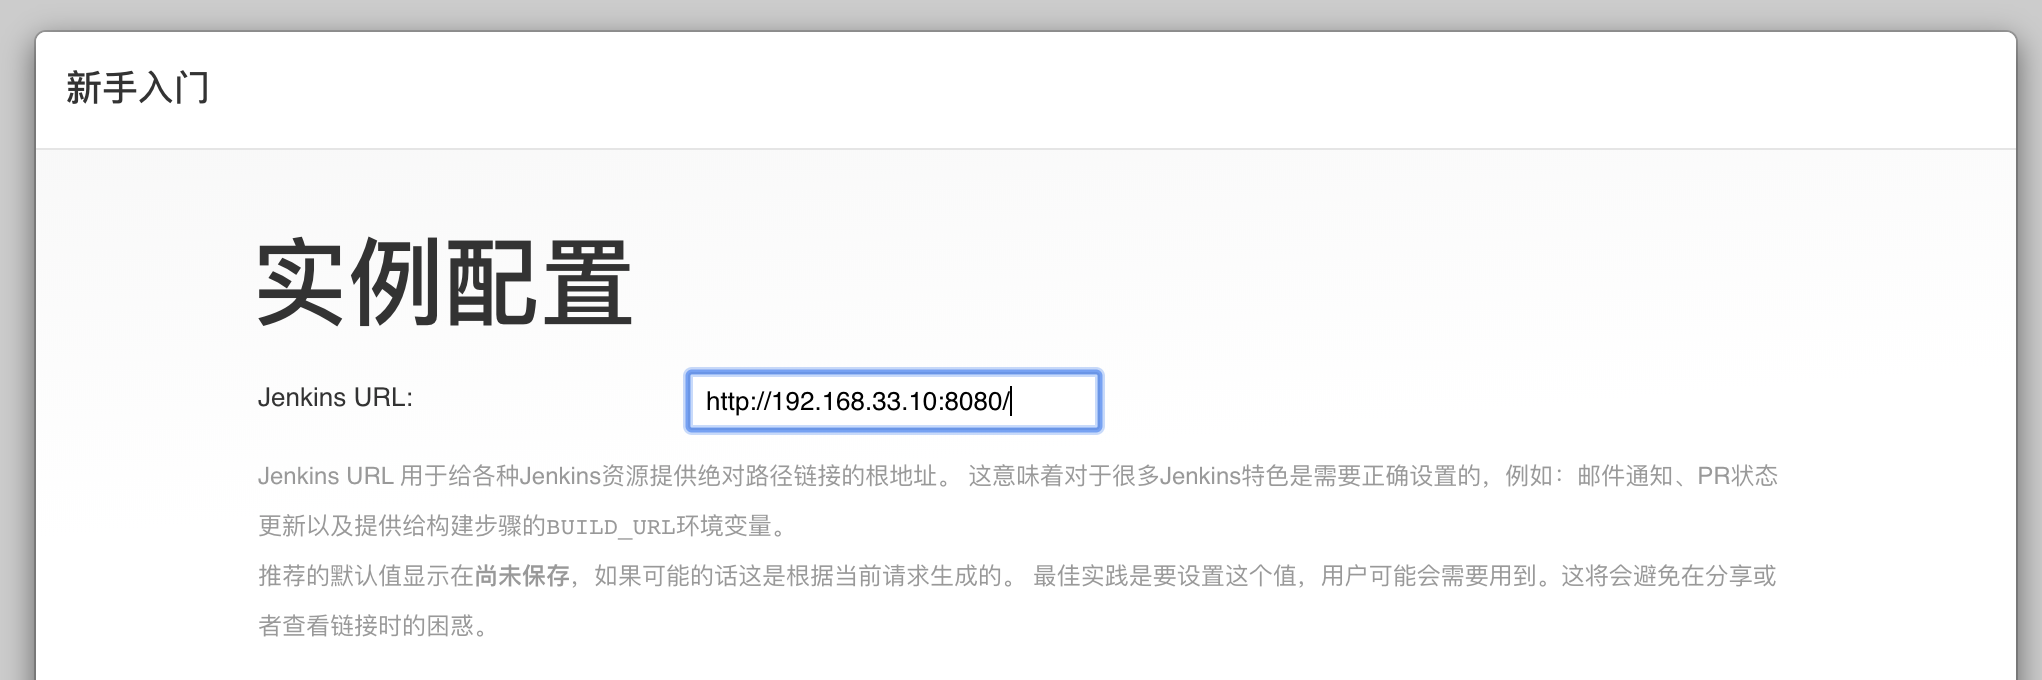 新手入门
实例配置
Jenkins URL:
http://192.168.33.10:8080/
Jenkins URL 用于给各种Jenkins资源提供绝对路径链接的根地址。 这意味着对于很多Jenkins特色是需要正确设置的，例如：邮件通知、PR状态
更新以及提供给构建步骤的BUILD_URL环境变量。
推荐的默认值显示在尚未保存，如果可能的话这是根据当前请求生成的。 最佳实践是要设置这个值，用户可能会需要用到。这将会避免在分享或
者查看链接时的困惑。